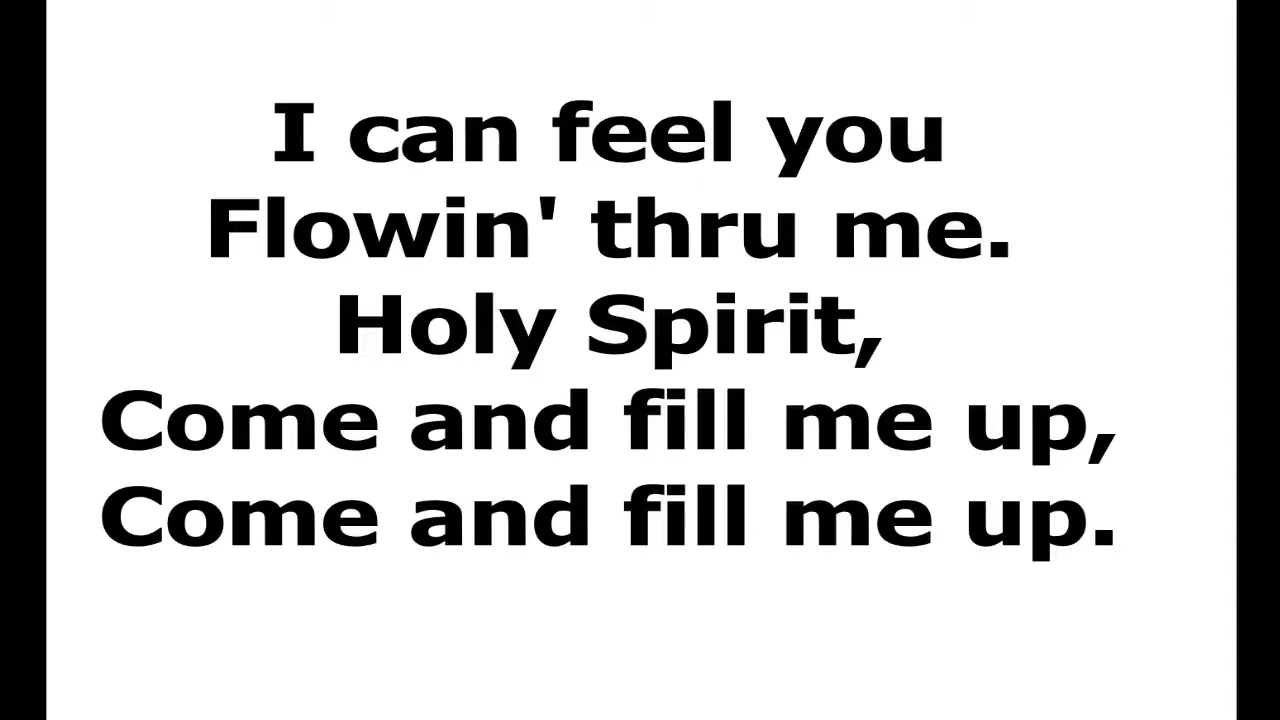 I can feel you
Flowin' thru me.
Holy Spirit,
Come and fill me up,
Come and fill me up.